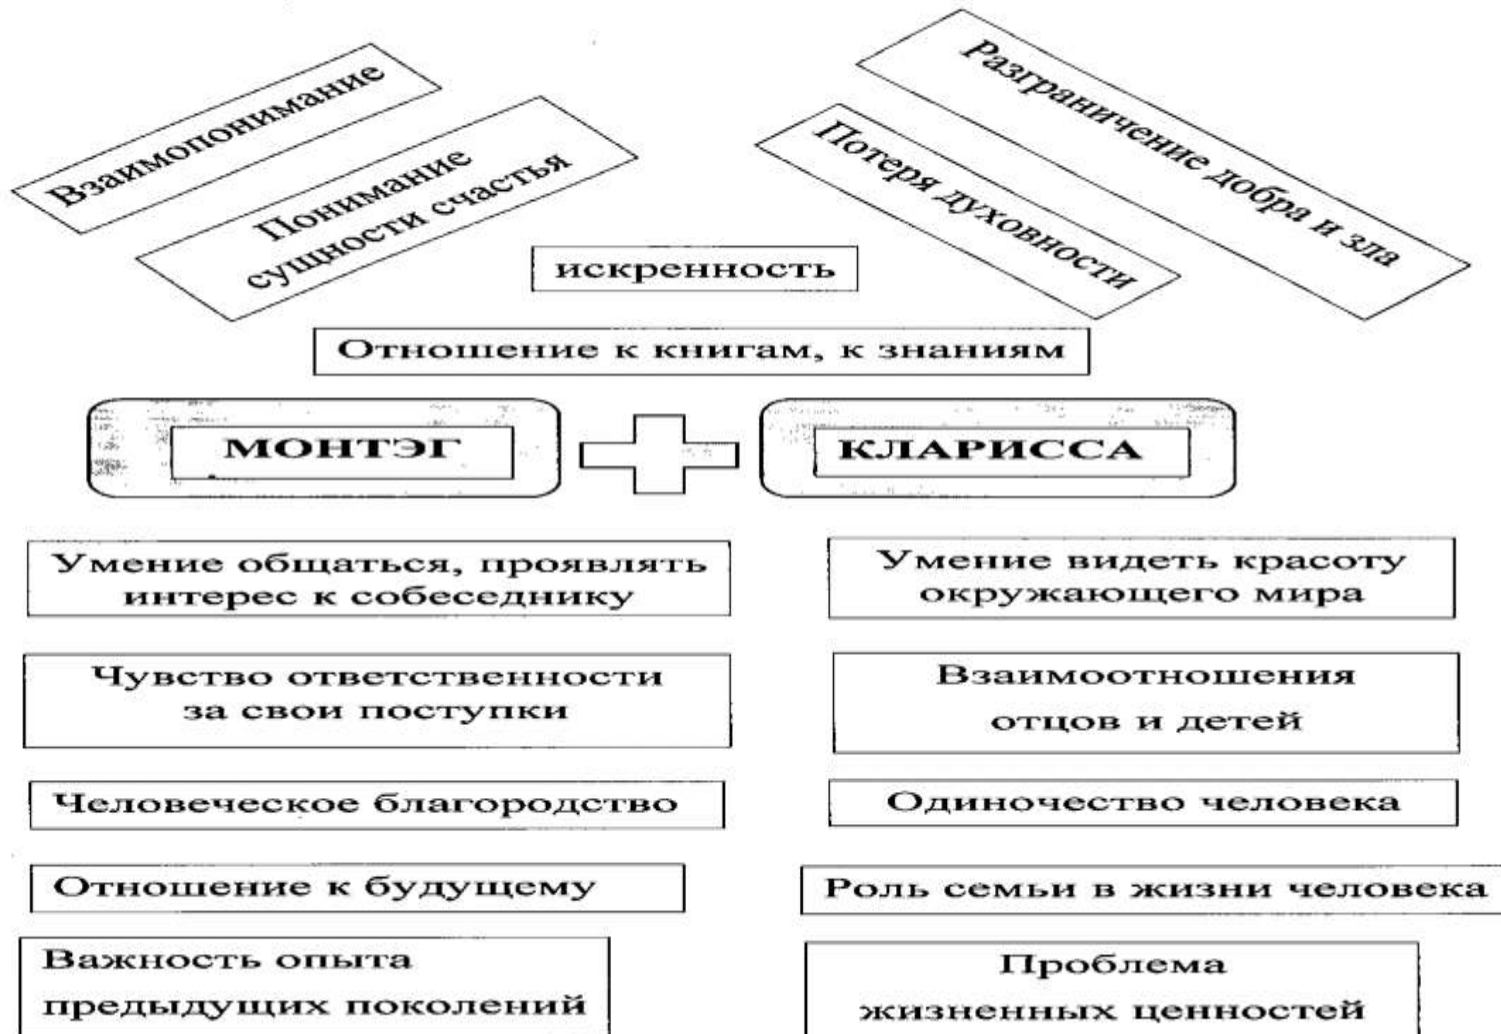 Взаимопонимание
Понимание
сущности счастья
Разграничение добра и зла
Потеря духовности
искренность
Отношение к книгам, к знаниям
МОНТЭГ
КЛАРИССА
Умение общаться, проявлять
интерес к собеседнику
Умение видеть красоту
окружающего мира
Чувство ответственности
за свои поступки
Взаимоотношения
отцов и детей
Человеческое благородство
Одиночество человека
Отношение к будущему
Роль семьи в жизни человека
Важность опыта
предыдущих поколений
Проблема
жизненных ценностей